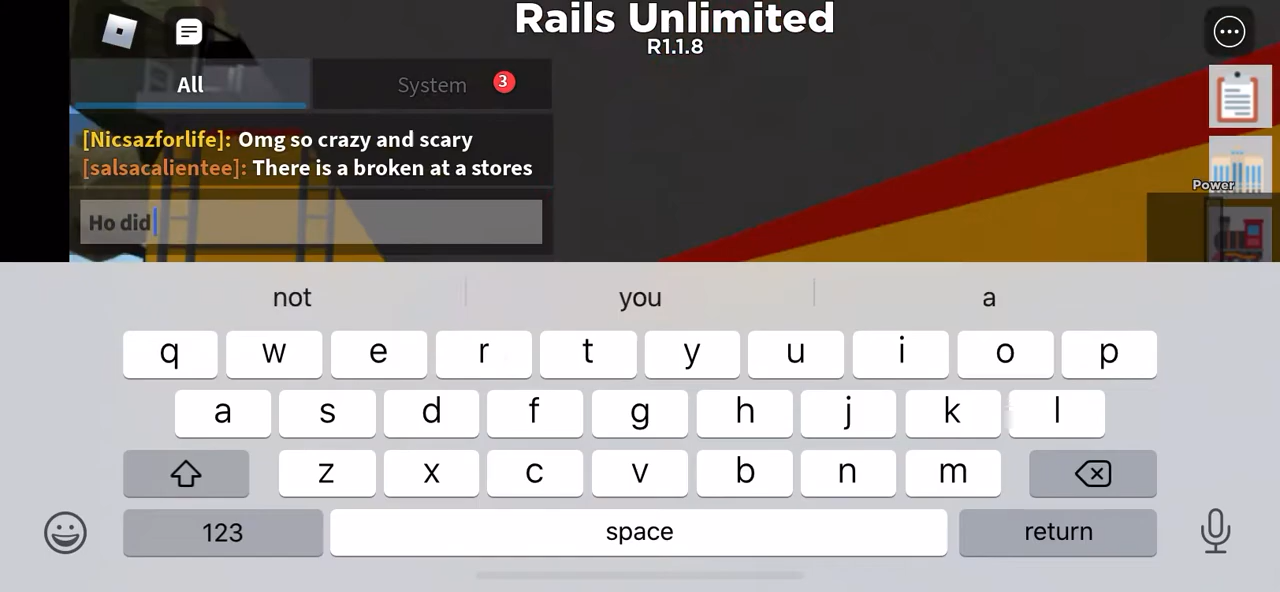 Rails Unlimited
R1.1.8
All
System
3
[Nicsazforlife]: Omg so crazy and scary
[salsacalientee]: There is a broken at a stores
Ho did
Power
not
you
a
q w e r t y u i o p
a s d f g h j k l
z x c v b n m
123
space
return